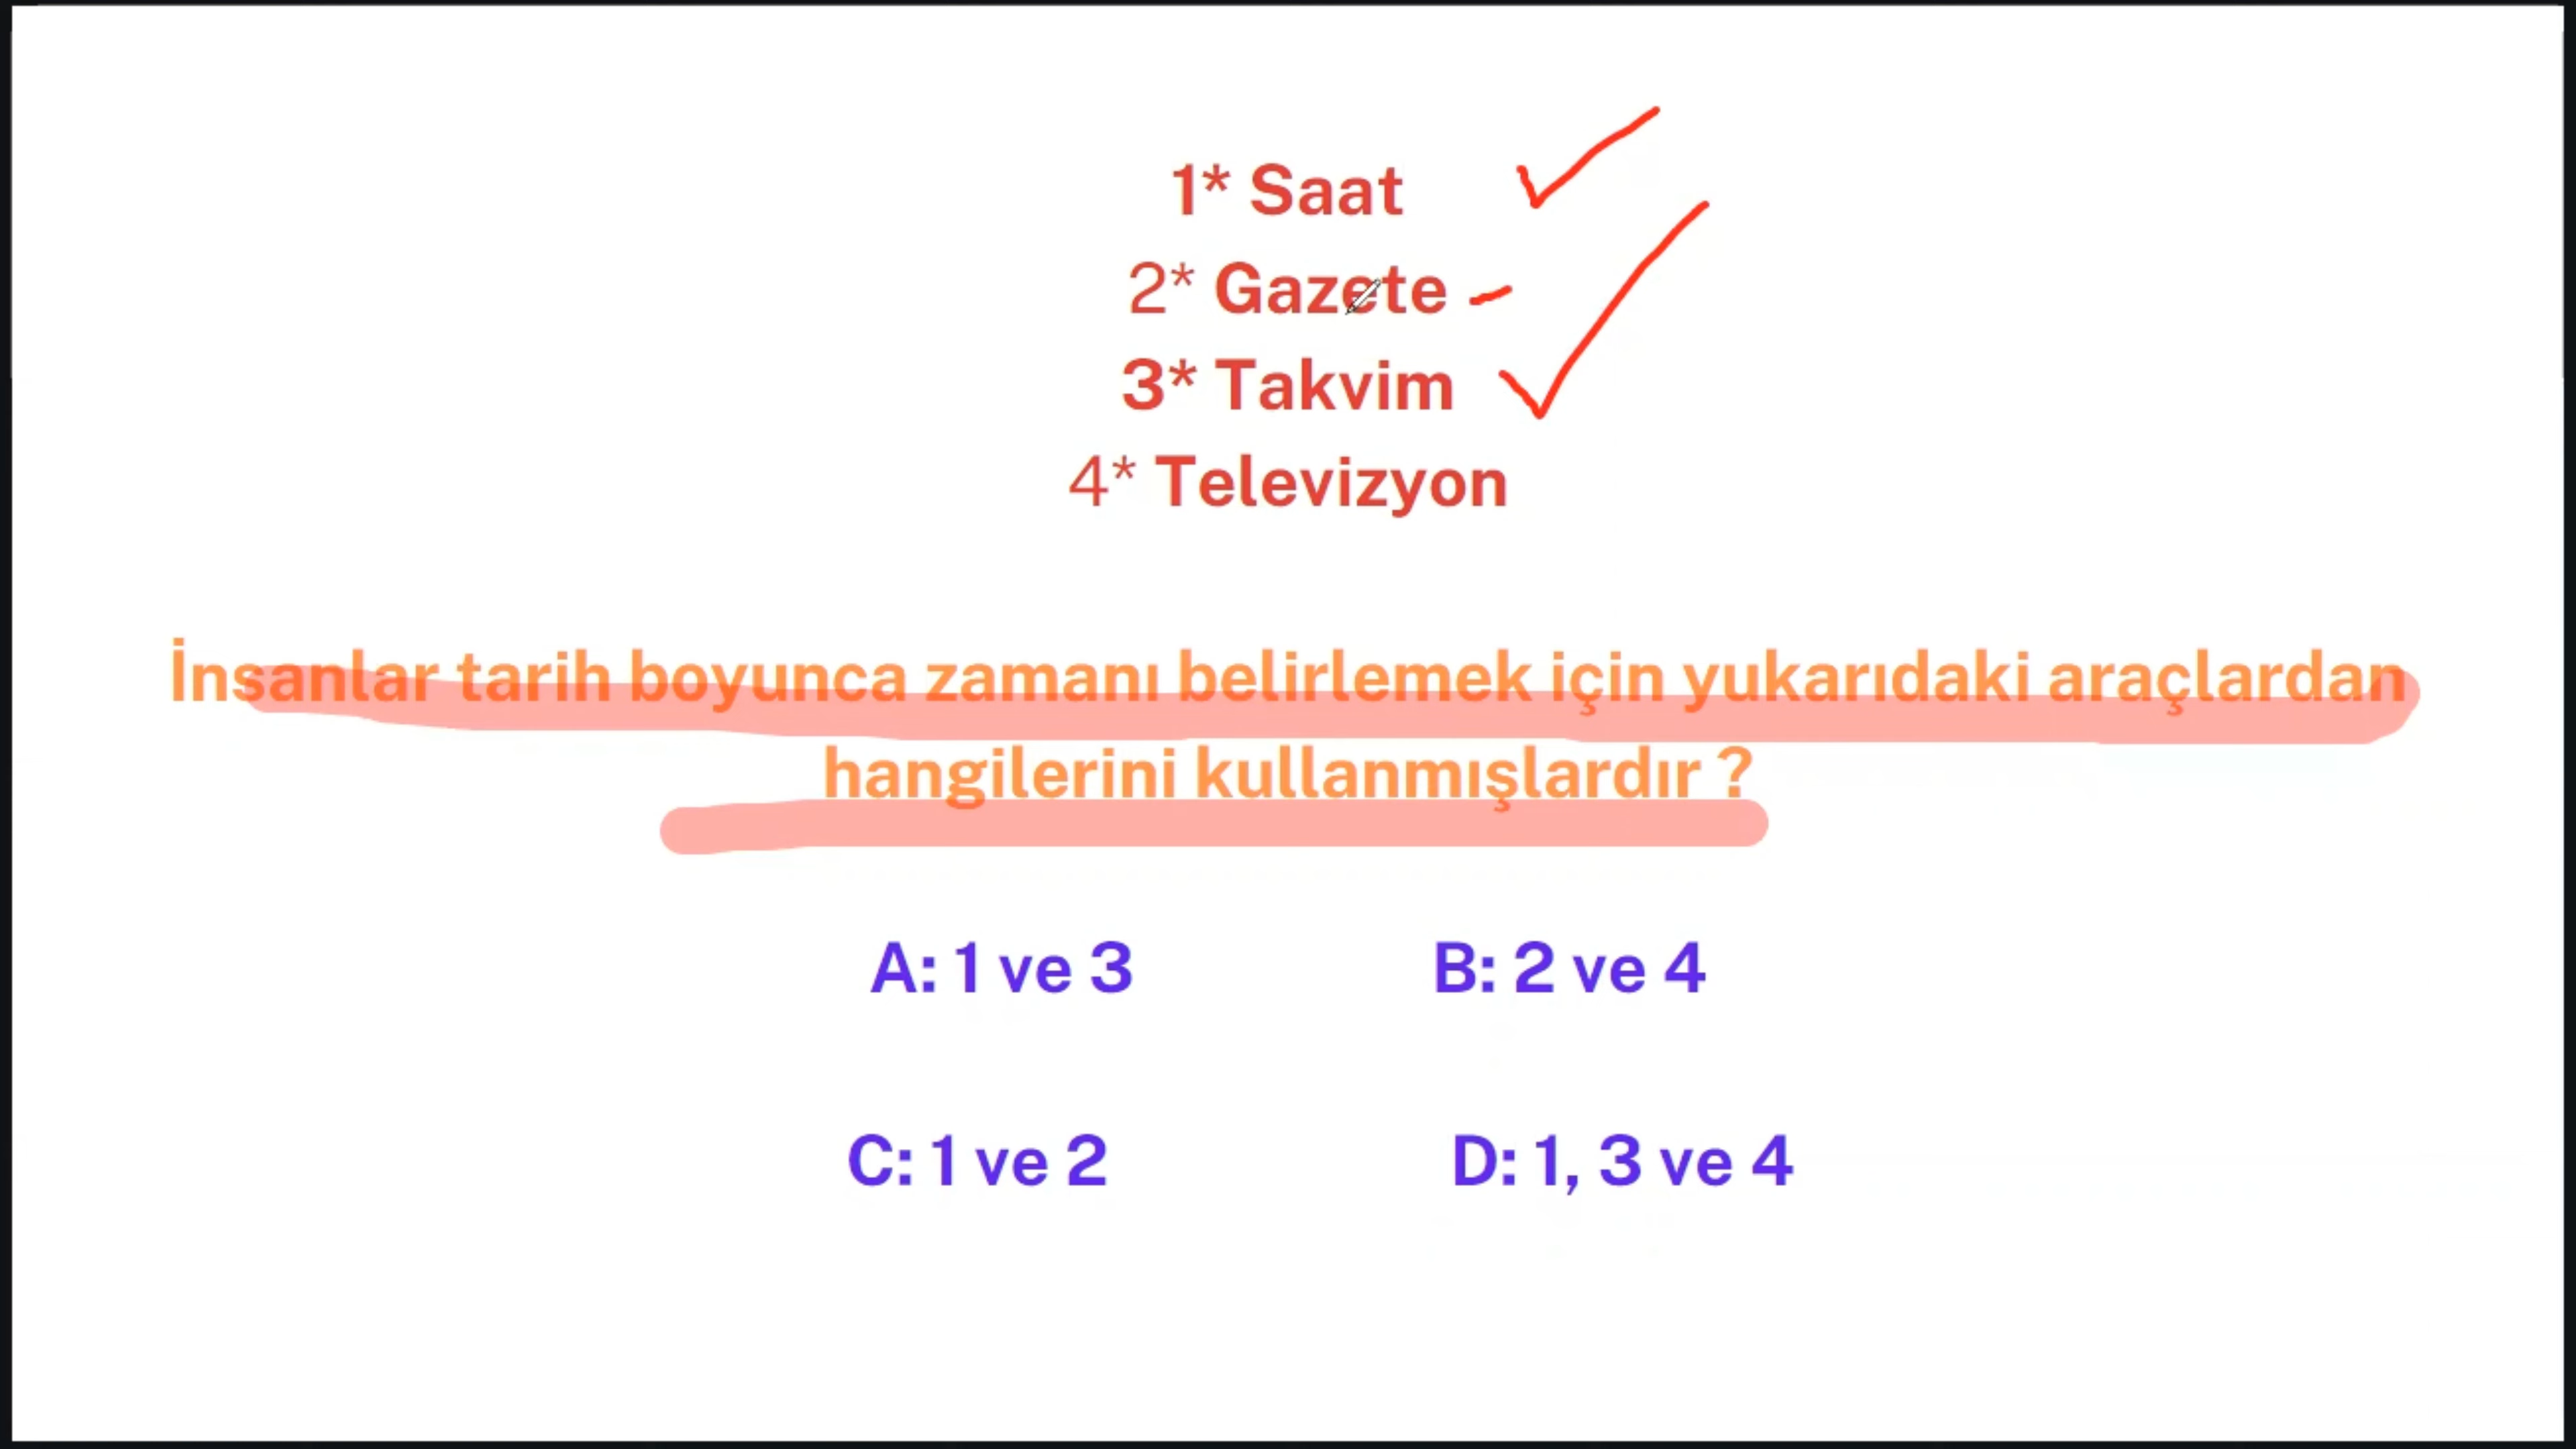 1* Saat
2* Gazete
3* Takvim
4* Televizyon
İnsanlar tarih boyunca zamanı belirlemek için yukarıdaki araçlardan
hangilerini kullanmışlardır ?
A: 1 ve 3
B: 2 ve 4
C: 1 ve 2
D: 1, 3 ve 4